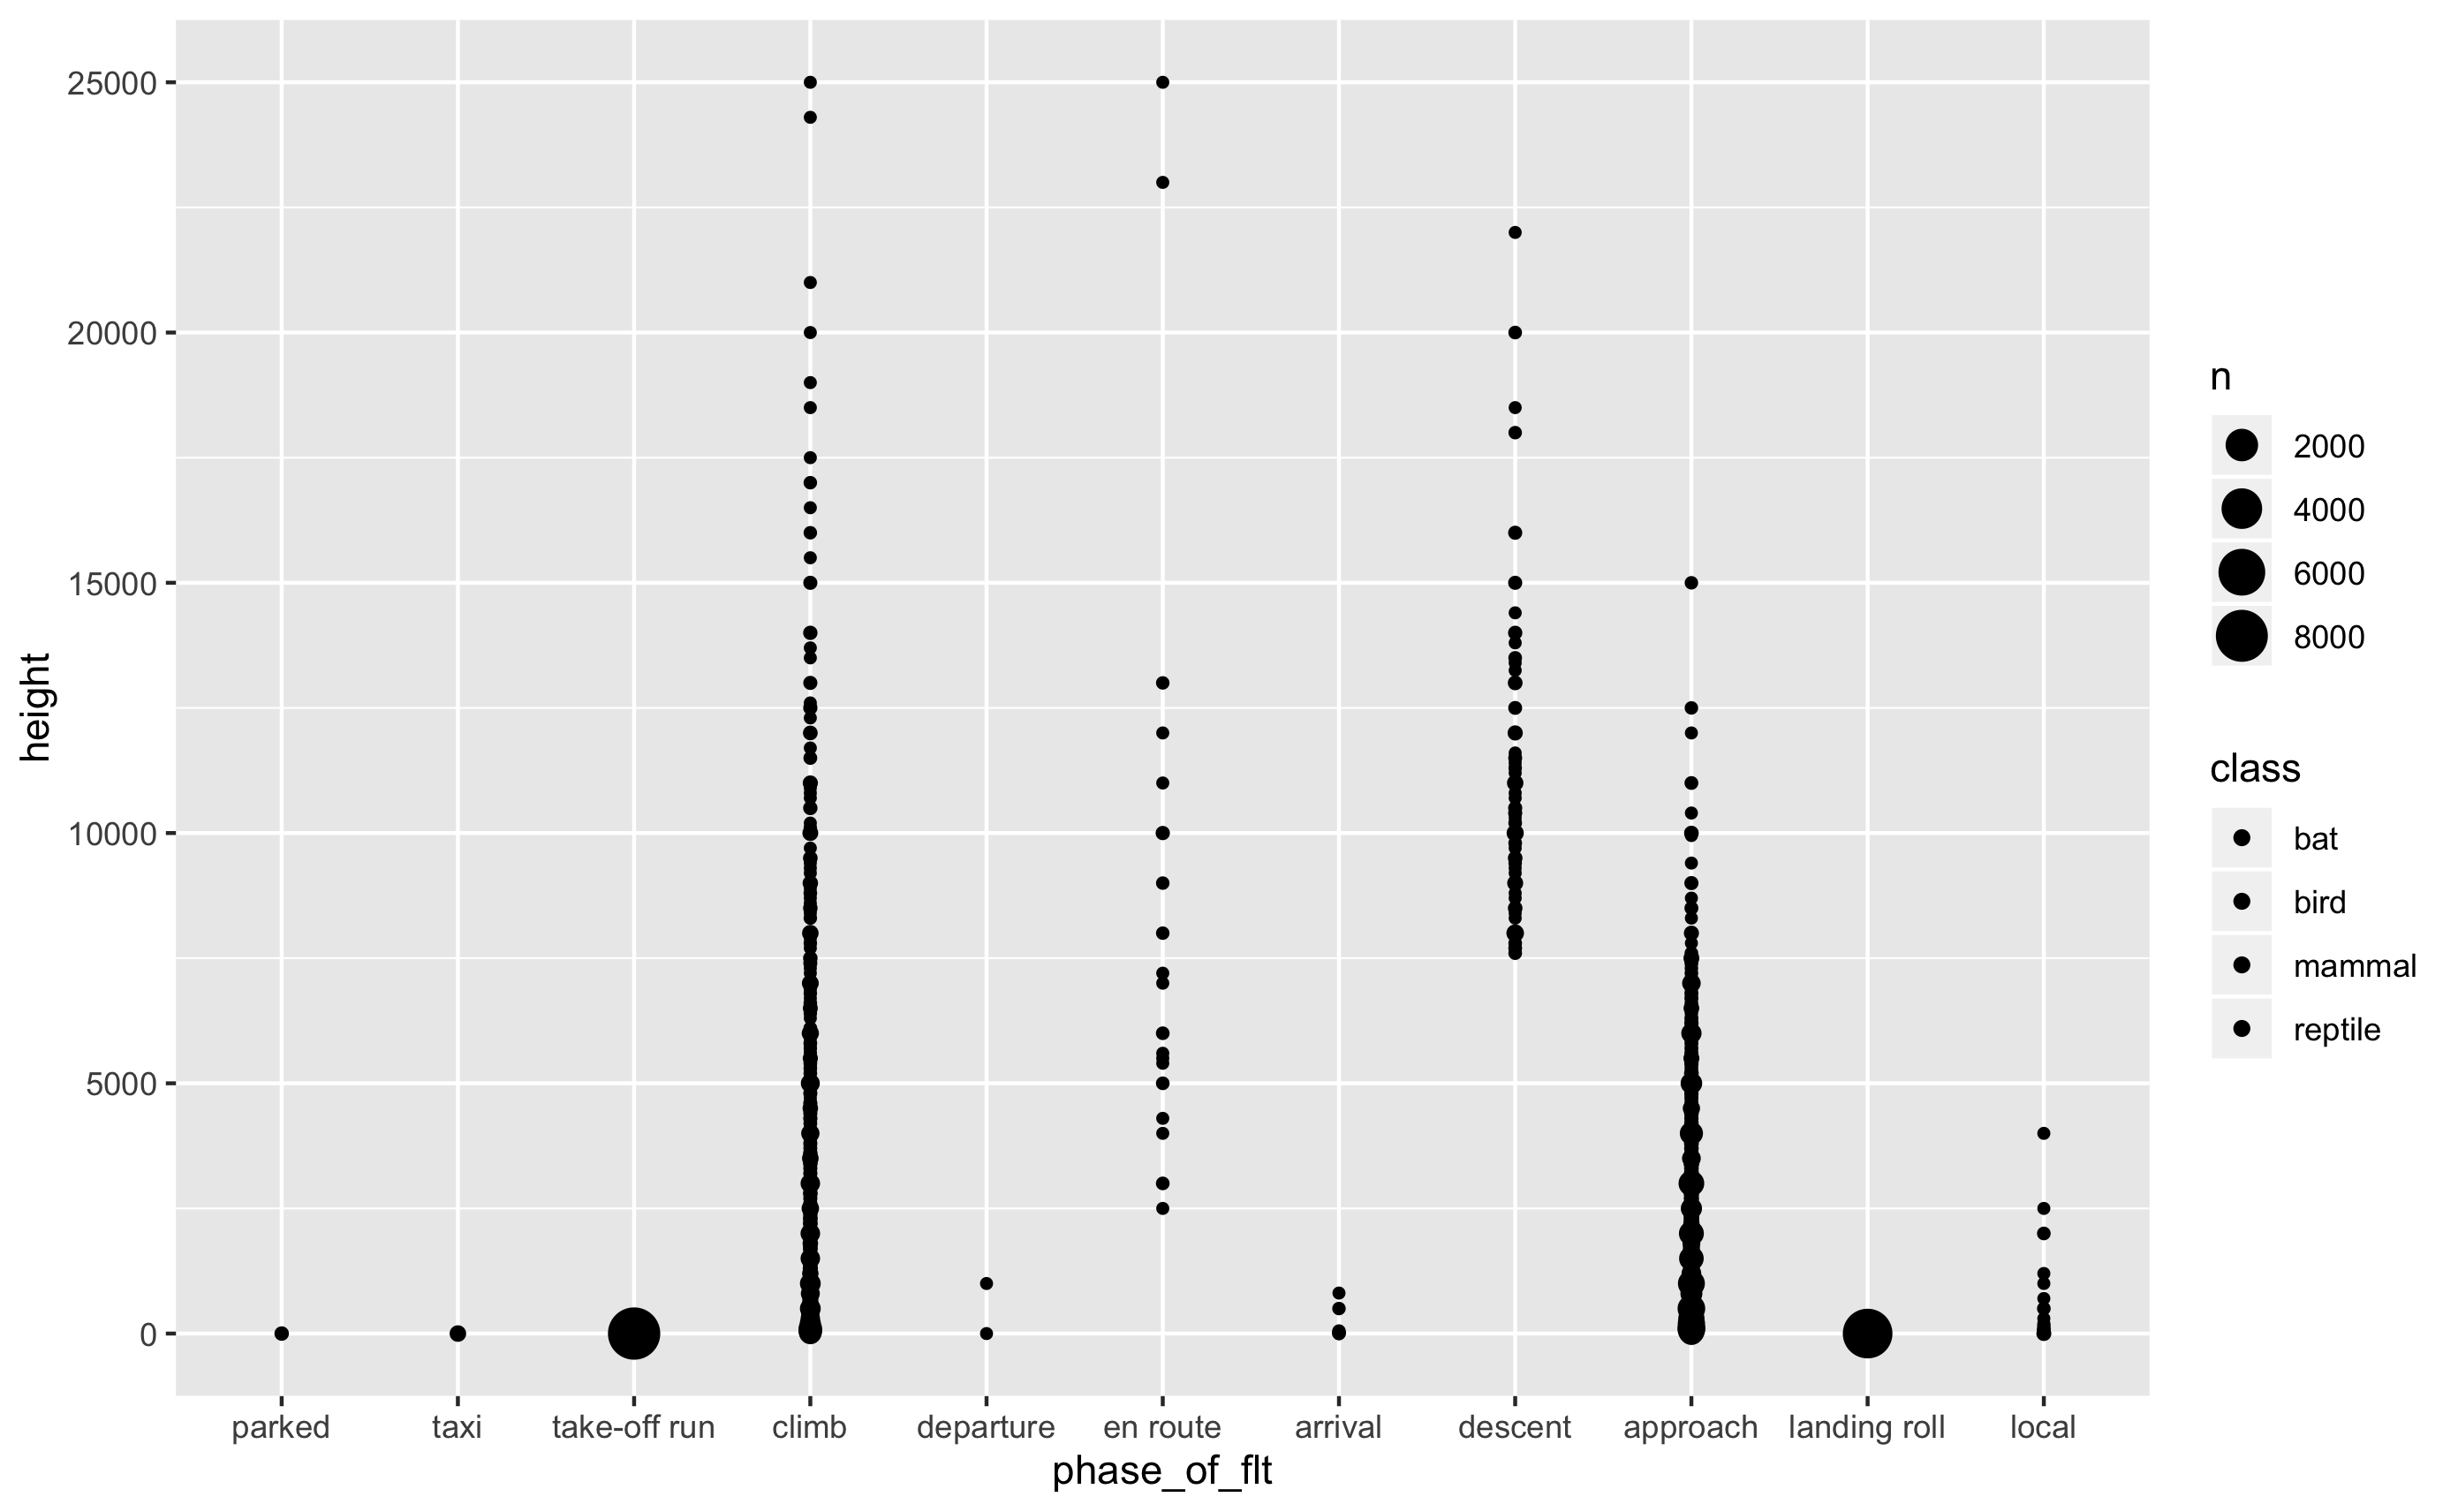 height
25000
20000
15000
10000
5000
0
parked taxi take-off run climb departure en route arrival descent approach landing roll local
phase_of_flt
n
2000
4000
6000
8000
class
bat
bird
mammal
reptile